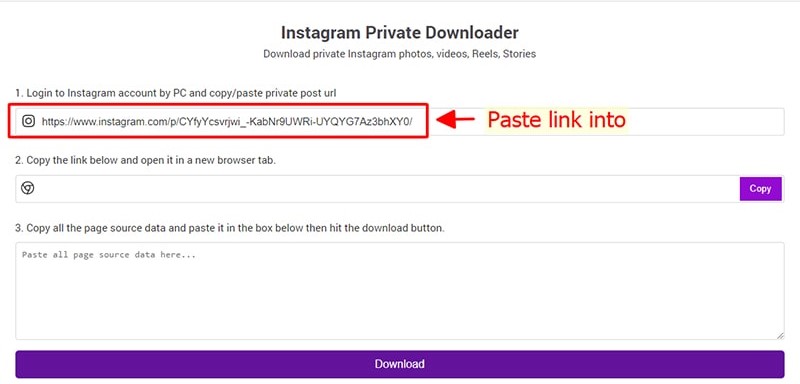 Instagram Private Downloader
Download private Instagram photos, videos, Reels, Stories
1. Login to Instagram account by PC and copy/paste private post url
https://www.instagram.com/p/CYfyYcsvrjwi_-KabNr9UWRi-UYQYG7Az3bhXY0/
Paste link into
2. Copy the link below and open it in a new browser tab.
Copy
3. Copy all the page source data and paste it in the box below then hit the download button.
Paste all page source data here...
Download